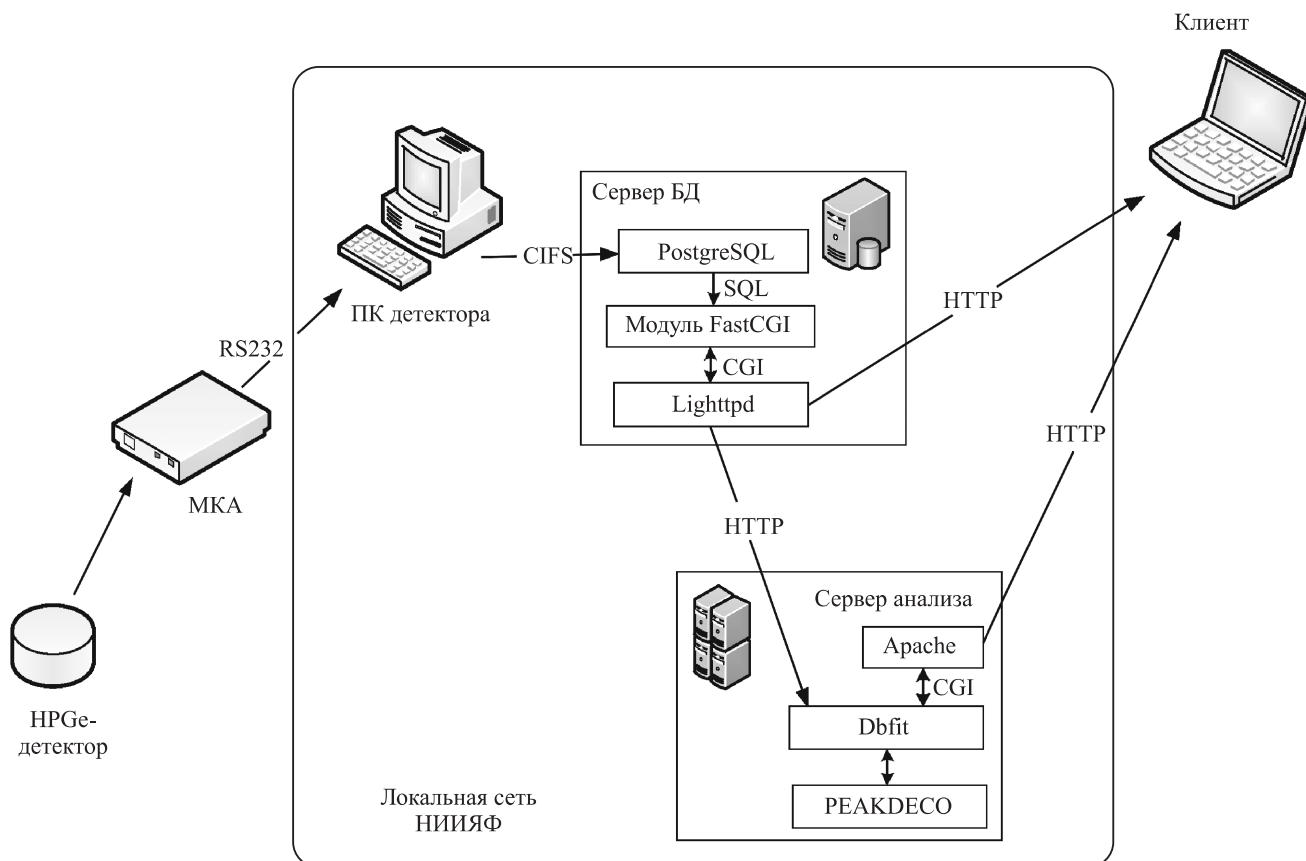 Клиент
Сервер БД
PostgreSQL
CIFS
SQL
ПК детектора
Модуль FastCGI
HTTP
RS232
CGI
Lighttpd
HTTP
МКА
HTTP
Сервер анализа
Apache
CGI
HPGe-
детектор
Dbfit
PEAKDECO
Локальная сеть
НИИЯФ